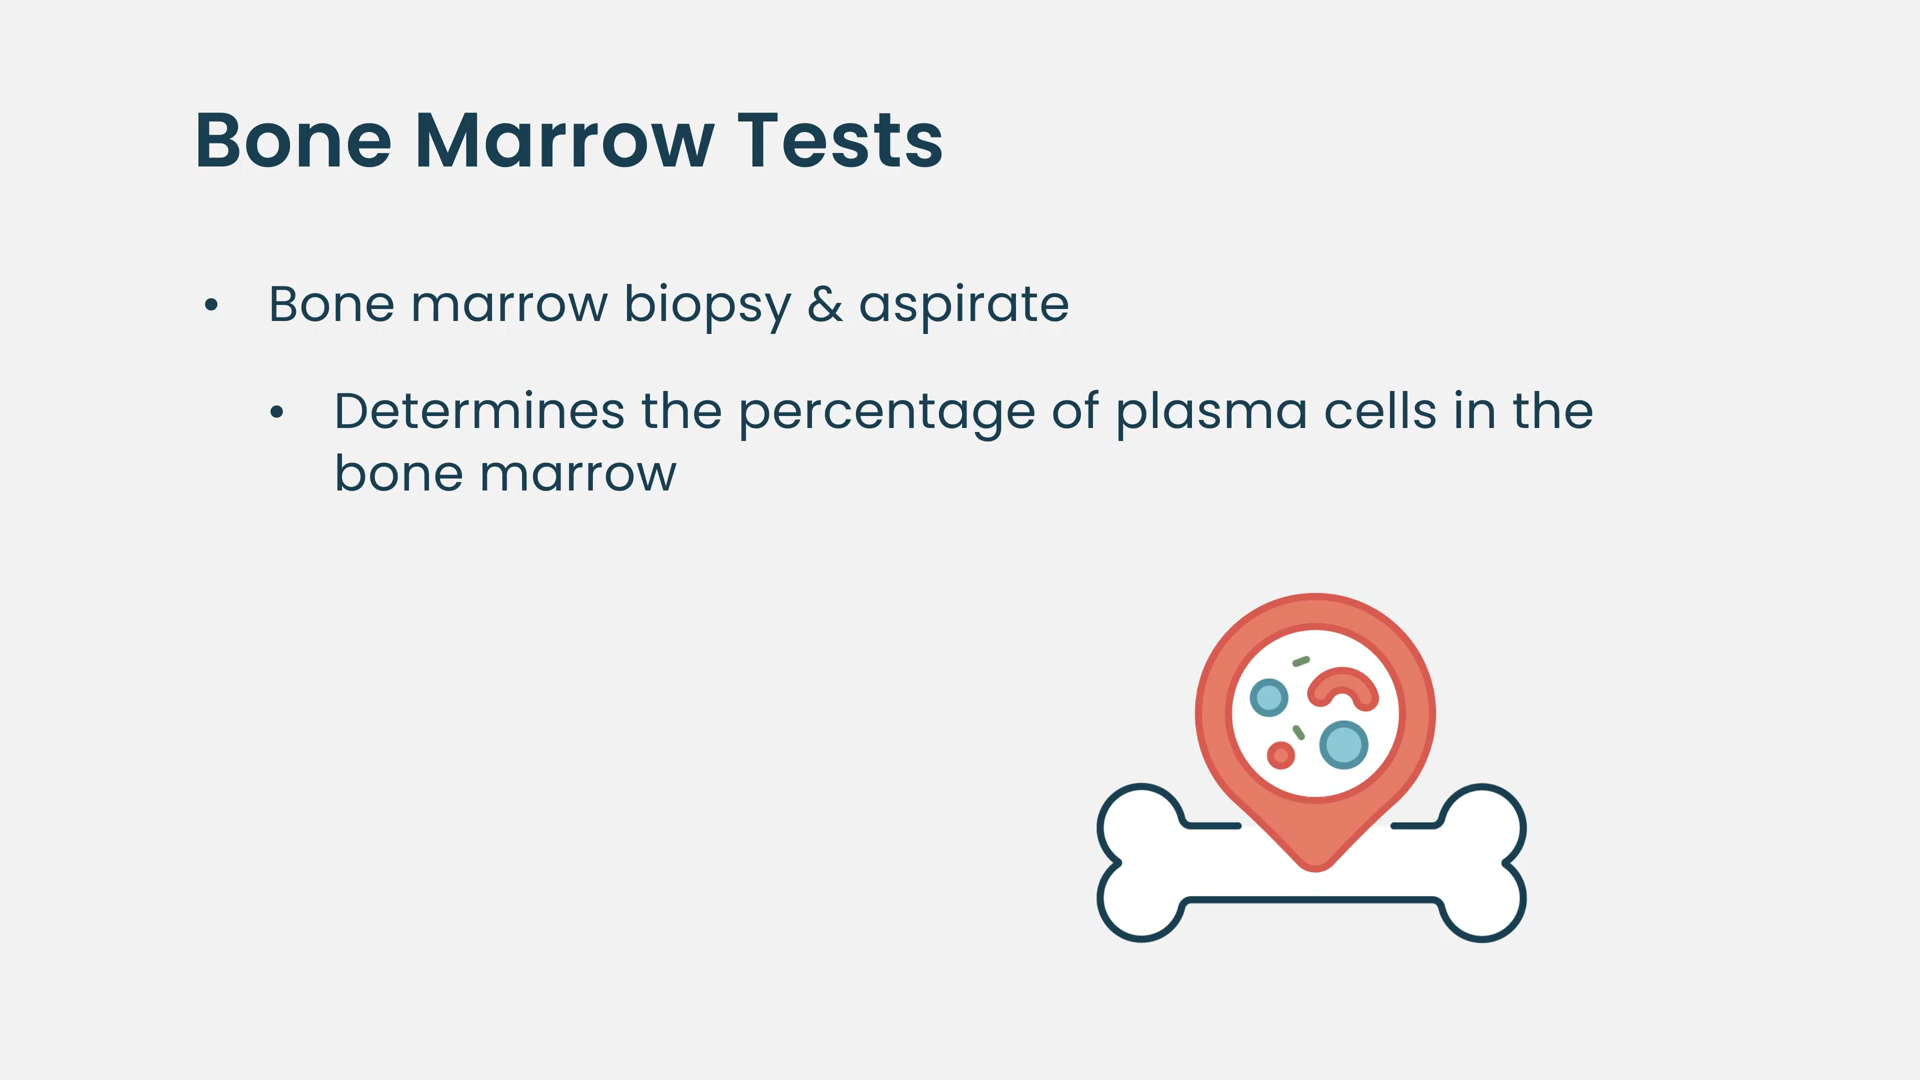 Bone Marrow Tests
• Bone marrow biopsy & aspirate
• Determines the percentage of plasma cells in the
bone marrow